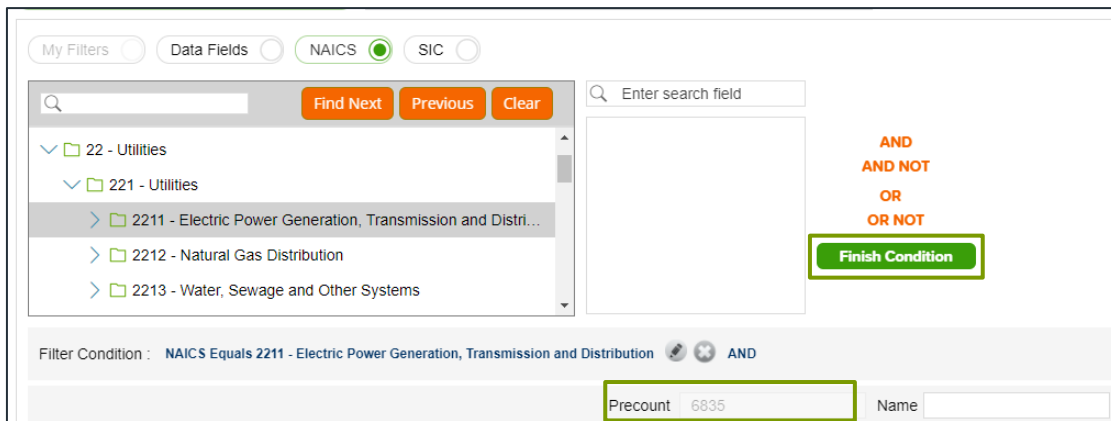 My Filters Data Fields NAICS SIC
Find Next Previous Clear Enter search field
22 - Utilities
221 - Utilities
2211 - Electric Power Generation, Transmission and Distri...
2212 - Natural Gas Distribution
2213 - Water, Sewage and Other Systems
AND
AND NOT
OR
OR NOT
Finish Condition
Filter Condition : NAICS Equals 2211 - Electric Power Generation, Transmission and Distribution AND
Precount 6835 Name